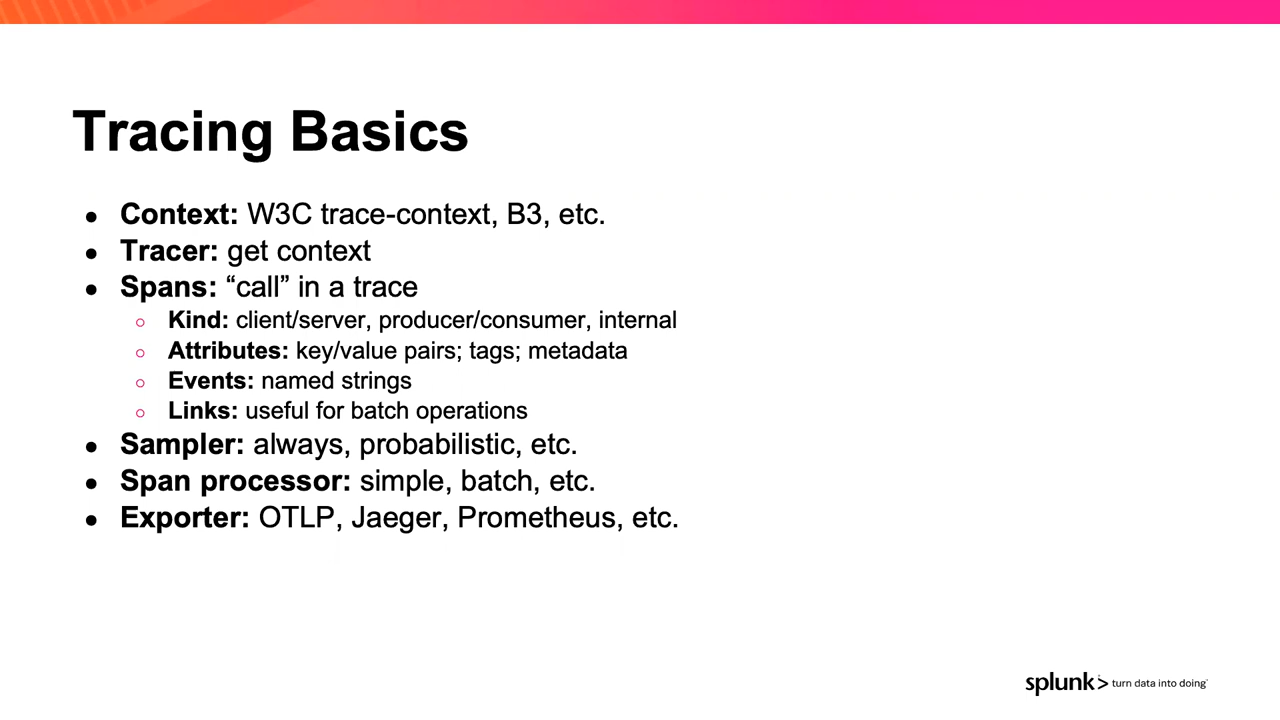 Tracing Basics
● Context: W3C trace-context, B3, etc.
● Tracer: get context
● Spans: “call” in a trace
○ Kind: client/server, producer/consumer, internal
○ Attributes: key/value pairs; tags; metadata
○ Events: named strings
○ Links: useful for batch operations
● Sampler: always, probabilistic, etc.
● Span processor: simple, batch, etc.
● Exporter: OTLP, Jaeger, Prometheus, etc.
splunk> turn data into doing®